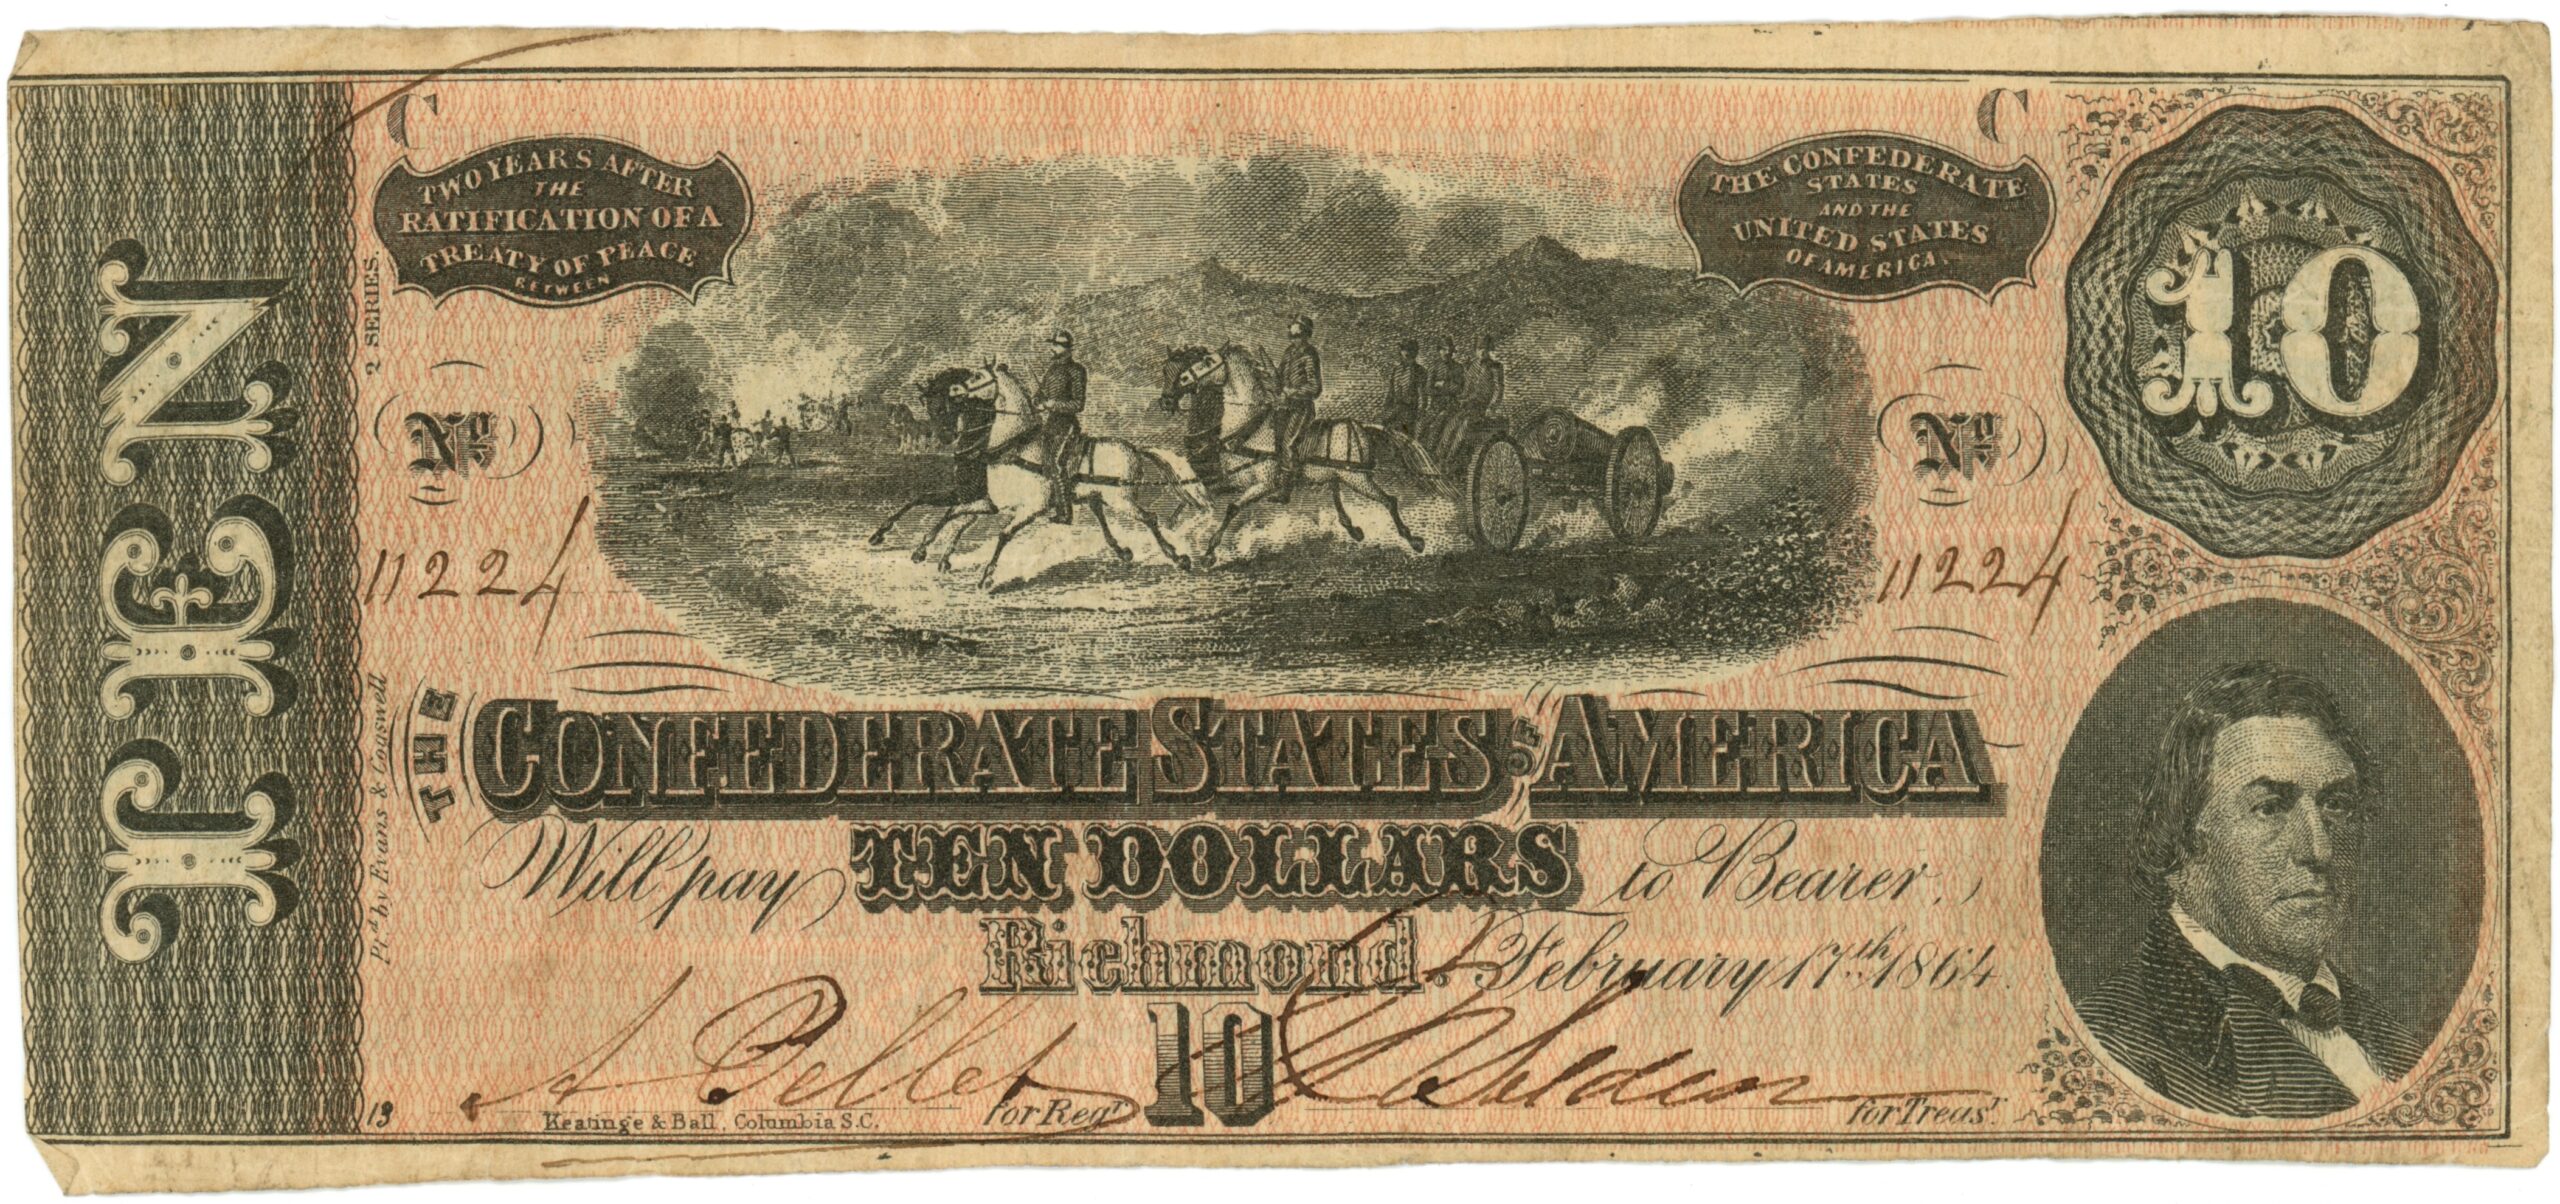 C
C
TWO YEARS AFTER
THE
RATIFICATION OF A
TREATY OF PEACE
BETWEEN
THE CONFEDERATE
STATES
AND THE
UNITED STATES
OF AMERICA.
10
TEN
2 SERIES.
No
No
11224
11224
Ptd by Evans & Cogswell
THE CONFEDERATE STATES OF AMERICA
Will pay TEN DOLLARS to Bearer,
Richmond. February 17th 1864
10
13
for Regr
for Treasr
Keatinge & Ball, Columbia S.C.